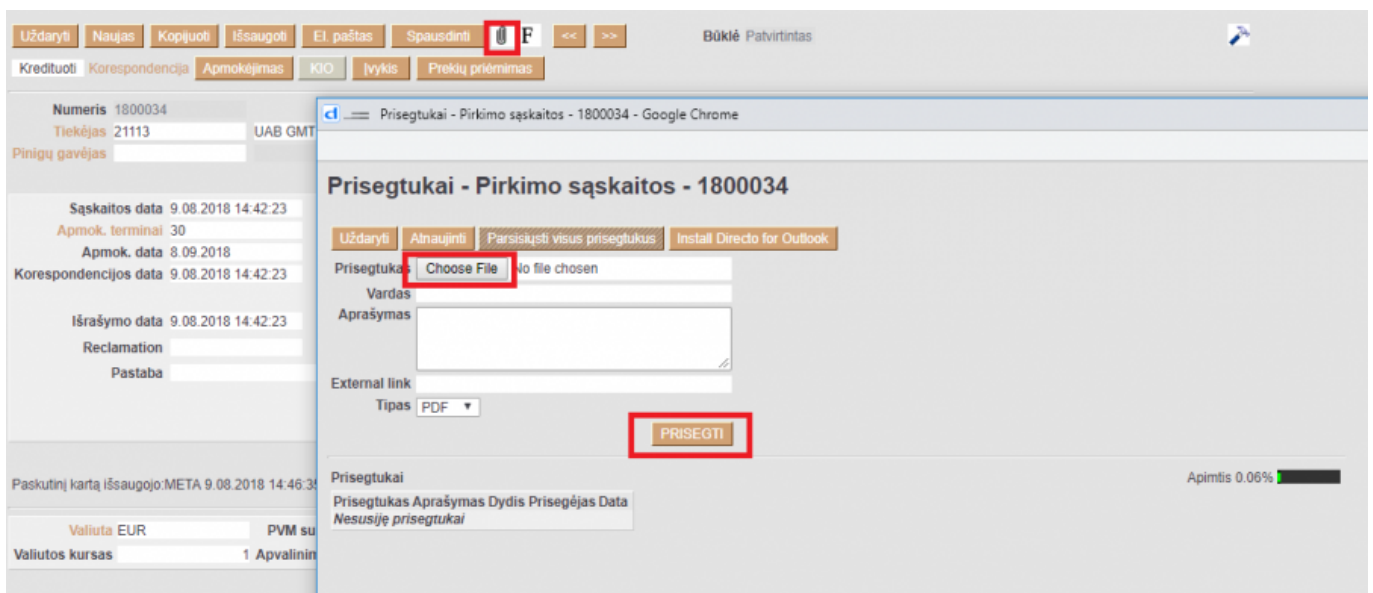 Uždaryti Naujas Kopijuoti Išsaugoti El. paštas Spausdinti F << >> Būklė Patvirtintas
Kredituoti Korespondencija Apmokėjimas KIO Įvykis Prekių priėmimas
Numeris 1800034
Tiekėjas 21113 UAB GMT
Pinigų gavėjas
Sąskaitos data 9.08.2018 14:42:23
Apmok. terminai 30
Apmok. data 8.09.2018
Korespondencijos data 9.08.2018 14:42:23
Išrašymo data 9.08.2018 14:42:23
Reclamation
Pastaba
Paskutinį kartą išsaugojo:META 9.08.2018 14:46:35
Valiuta EUR PVM su
Valiutos kursas 1 Apvalinin
Prisegtukai - Pirkimo sąskaitos - 1800034 - Google Chrome
Prisegtukai - Pirkimo sąskaitos - 1800034
Uždaryti Atnaujinti Parsisiųsti visus prisegtukus Install Directo for Outlook
Prisegtukas Choose File No file chosen
Vardas
Aprašymas
External link
Tipas PDF
PRISEGTI
Prisegtukai Apimtis 0.06%
Prisegtukas Aprašymas Dydis Prisegėjas Data
Nesusiję prisegtukai